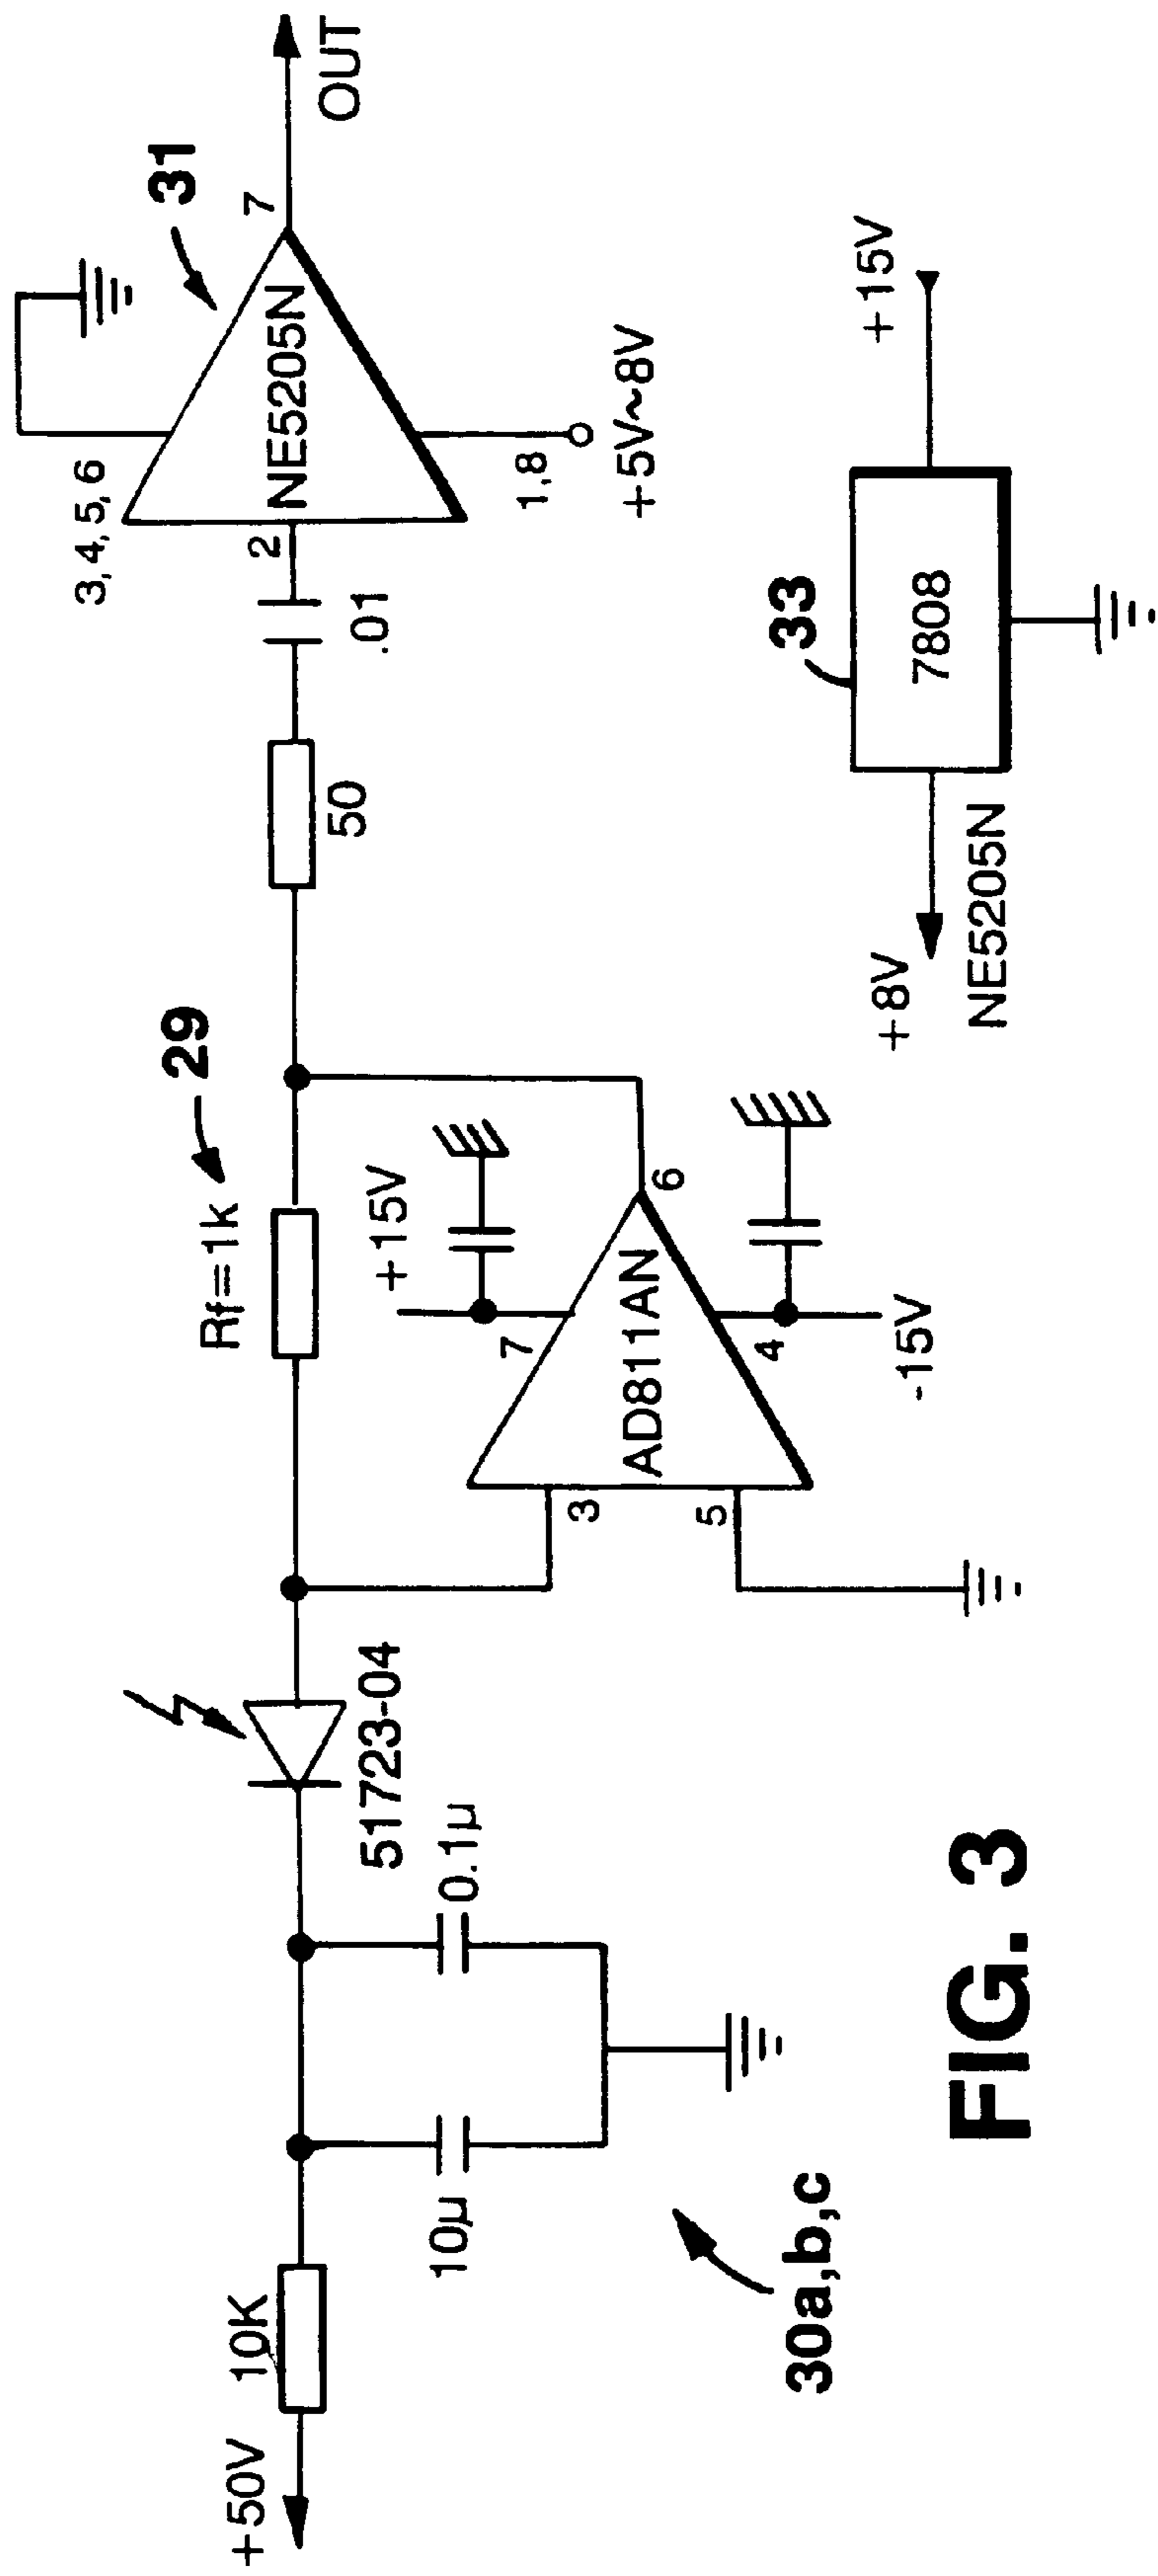 +50V
10K
10µ
0.1µ
51723-04
Rf=1k
29
3
5
AD811AN
7
+15V
4
-15V
6
50
.01
2
3, 4, 5, 6
NE5205N
31
1,8
+5V~8V
7
OUT
30a,b,c
+8V
NE5205N
33
7808
+15V
FIG. 3